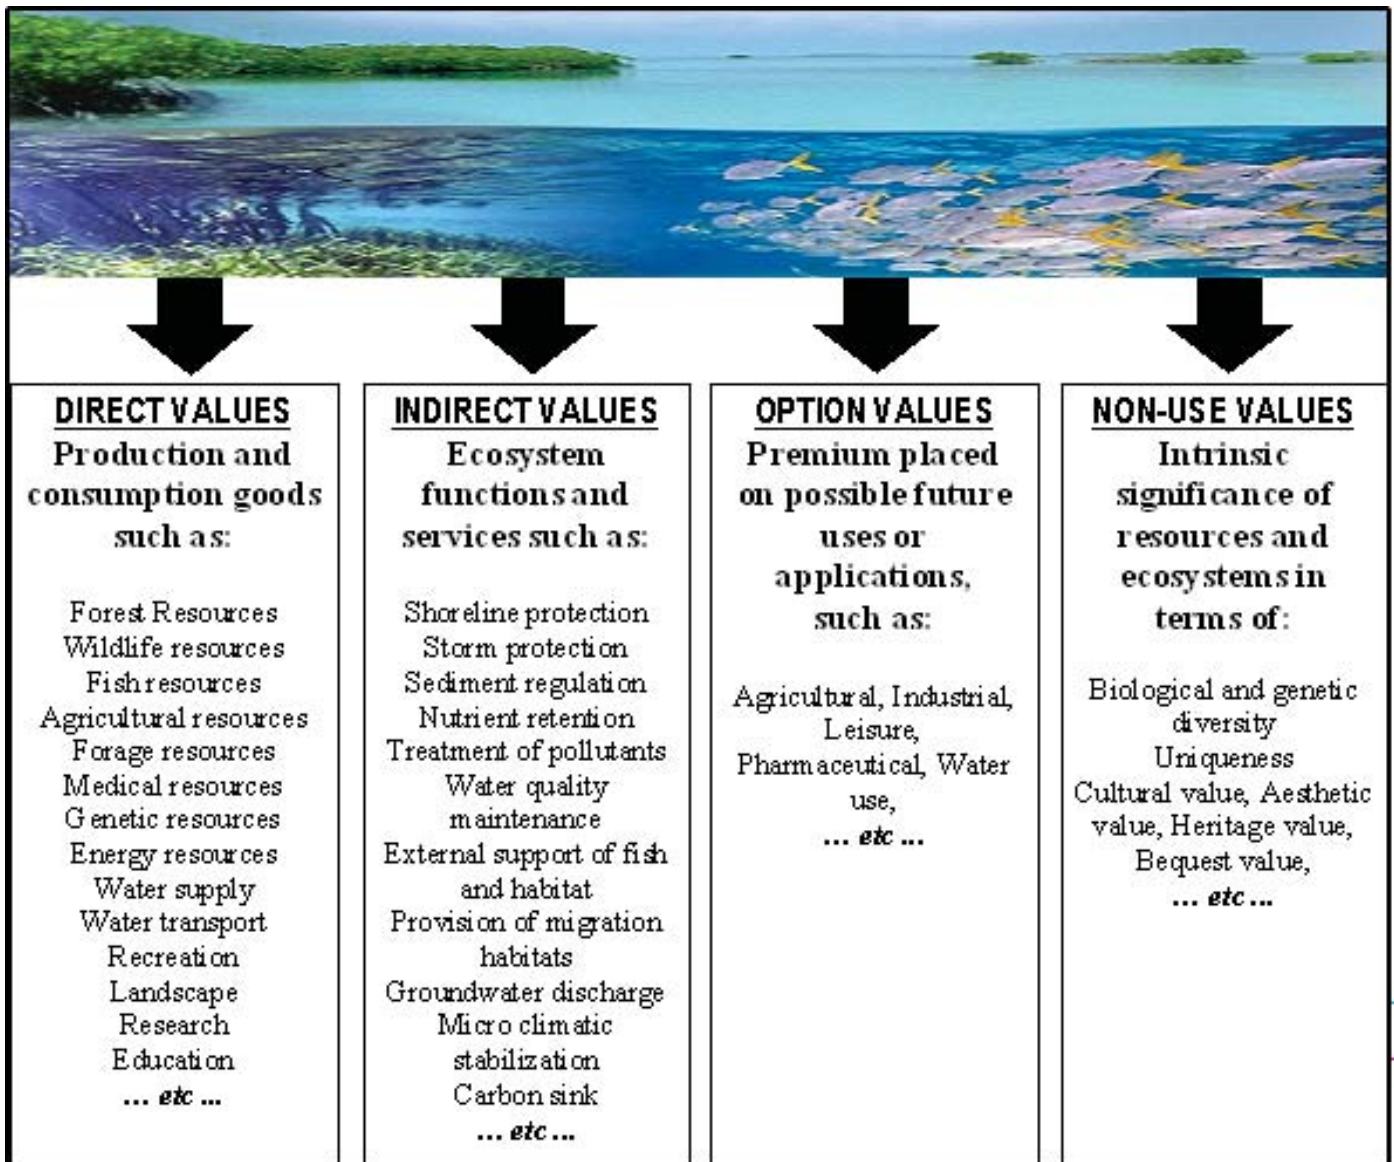 DIRECT VALUES
Production and
consumption goods
such as:
Forest Resources
Wildlife resources
Fish resources
Agricultural resources
Forage resources
Medical resources
Genetic resources
Energy resources
Water supply
Water transport
Recreation
Landscape
Research
Education
... etc ...
INDIRECT VALUES
Ecosystem
functions and
services such as:
Shoreline protection
Storm protection
Sediment regulation
Nutrient retention
Treatment of pollutants
Water quality
maintenance
External support of fish
and habitat
Provision of migration
habitats
Groundwater discharge
Micro climatic
stabilization
Carbon sink
... etc ...
OPTION VALUES
Premium placed
on possible future
uses or
applications,
such as:
Agricultural, Industrial,
Leisure,
Pharmaceutical, Water
use,
... etc ...
NON-USE VALUES
Intrinsic
significance of
resources and
ecosystems in
terms of:
Biological and genetic
diversity
Uniqueness
Cultural value, Aesthetic
value, Heritage value,
Bequest value,
... etc ...